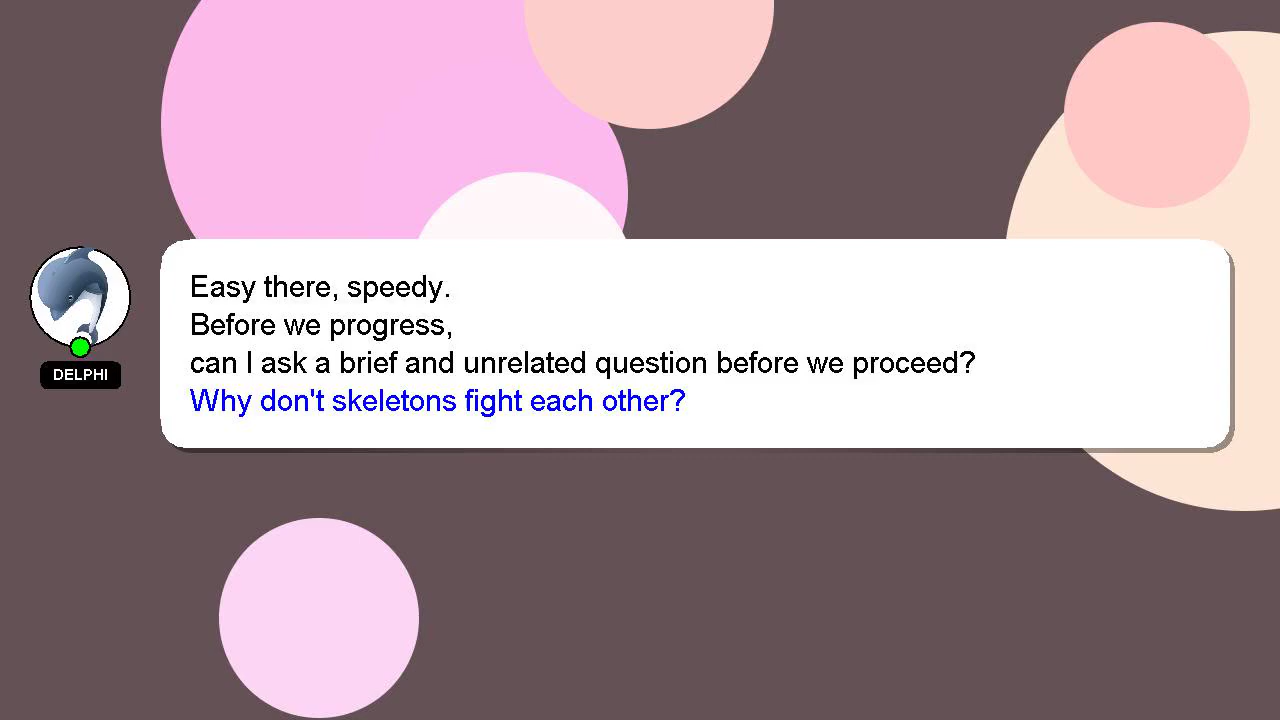 Easy there, speedy.
Before we progress,
can I ask a brief and unrelated question before we proceed?
Why don't skeletons fight each other?
DELPHI